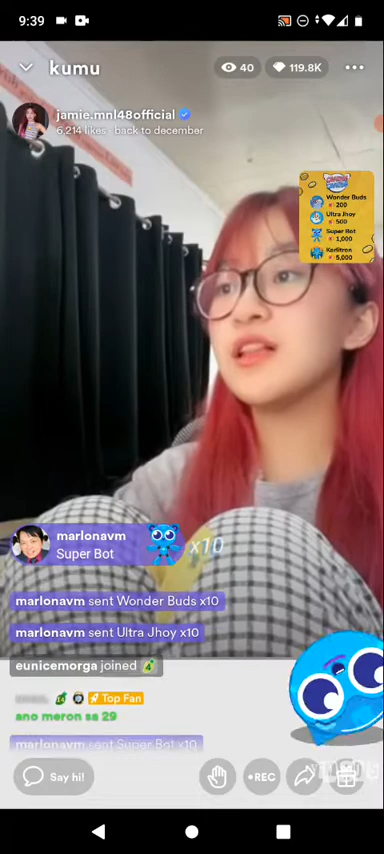 9:39
kumu
40
119.8K
jamie.mnl48official
6,214 likes · back to december
Wonder Buds
200
Ultra Jhoy
500
Super Bot
1,000
Korlitron
5,000
marlonavm
Super Bot
x10
marlonavm sent Wonder Buds x10
marlonavm sent Ultra Jhoy x10
eunicemorga joined
Top Fan
ano meron sa 29
marlonavm sent Super Bot x10
Say hi!
REC